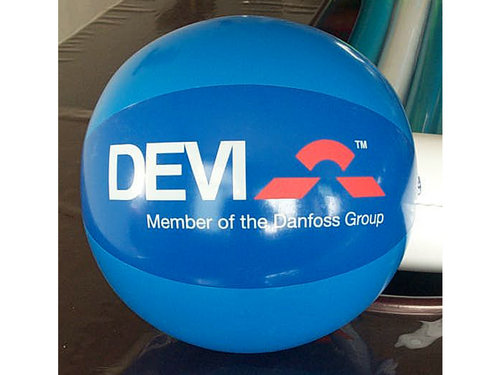 DEVI ™
Member of the Danfoss Group